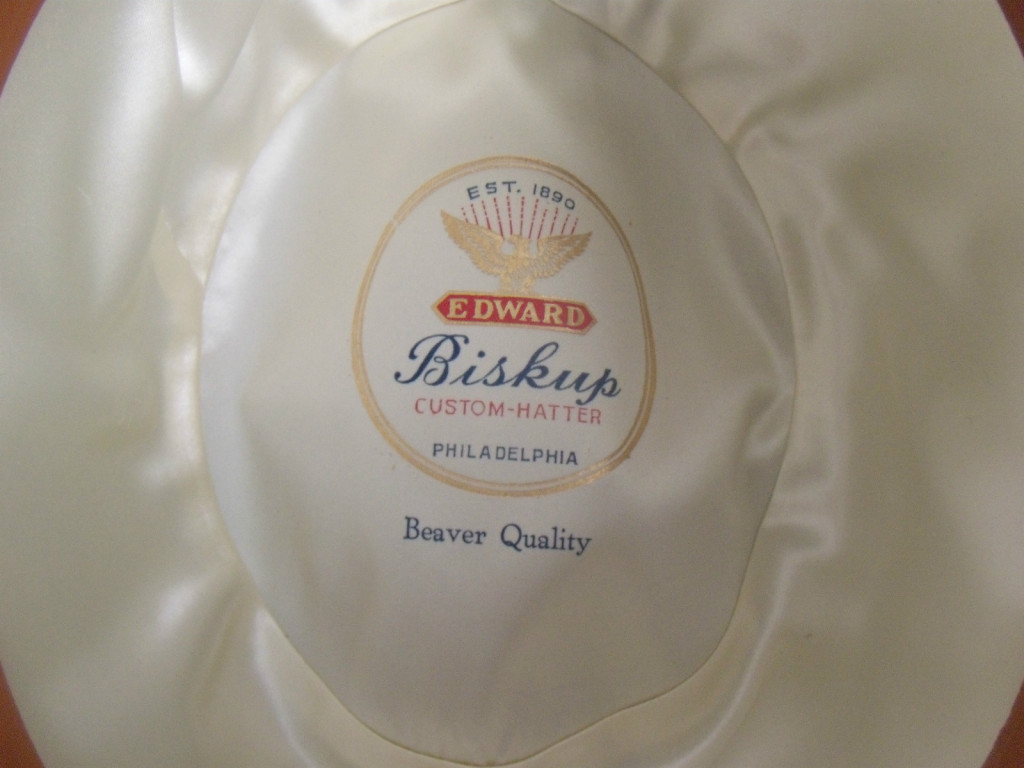 EST. 1890
EDWARD
Biskup
CUSTOM-HATTER
PHILADELPHIA
Beaver Quality